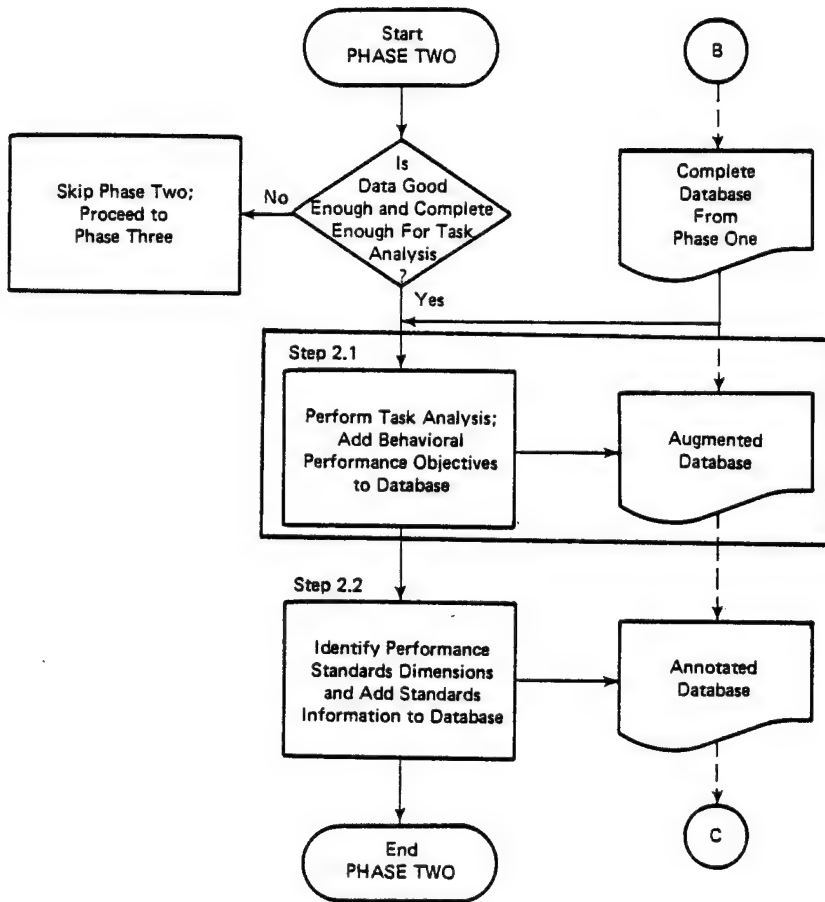 Start
PHASE TWO
B
Is
Data Good
Enough and Complete
Enough For Task
Analysis
?
No
Skip Phase Two;
Proceed to
Phase Three
Complete
Database
From
Phase One
Yes
Step 2.1
Perform Task Analysis;
Add Behavioral
Performance Objectives
to Database
Augmented
Database
Step 2.2
Identify Performance
Standards Dimensions
and Add Standards
Information to Database
Annotated
Database
End
PHASE TWO
C